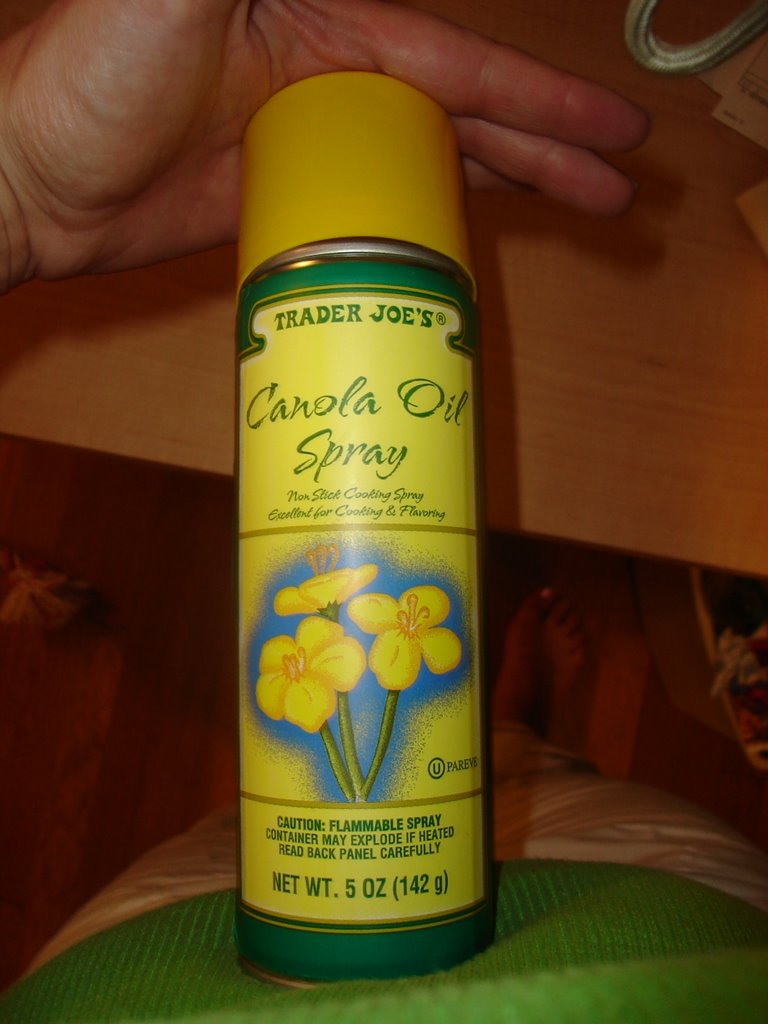 TRADER JOE'S®
Canola Oil
Spray
Non Stick Cooking Spray
Excellent for Cooking & Flavoring
U PAREVE
CAUTION: FLAMMABLE SPRAY
CONTAINER MAY EXPLODE IF HEATED
READ BACK PANEL CAREFULLY
NET WT. 5 OZ (142 g)